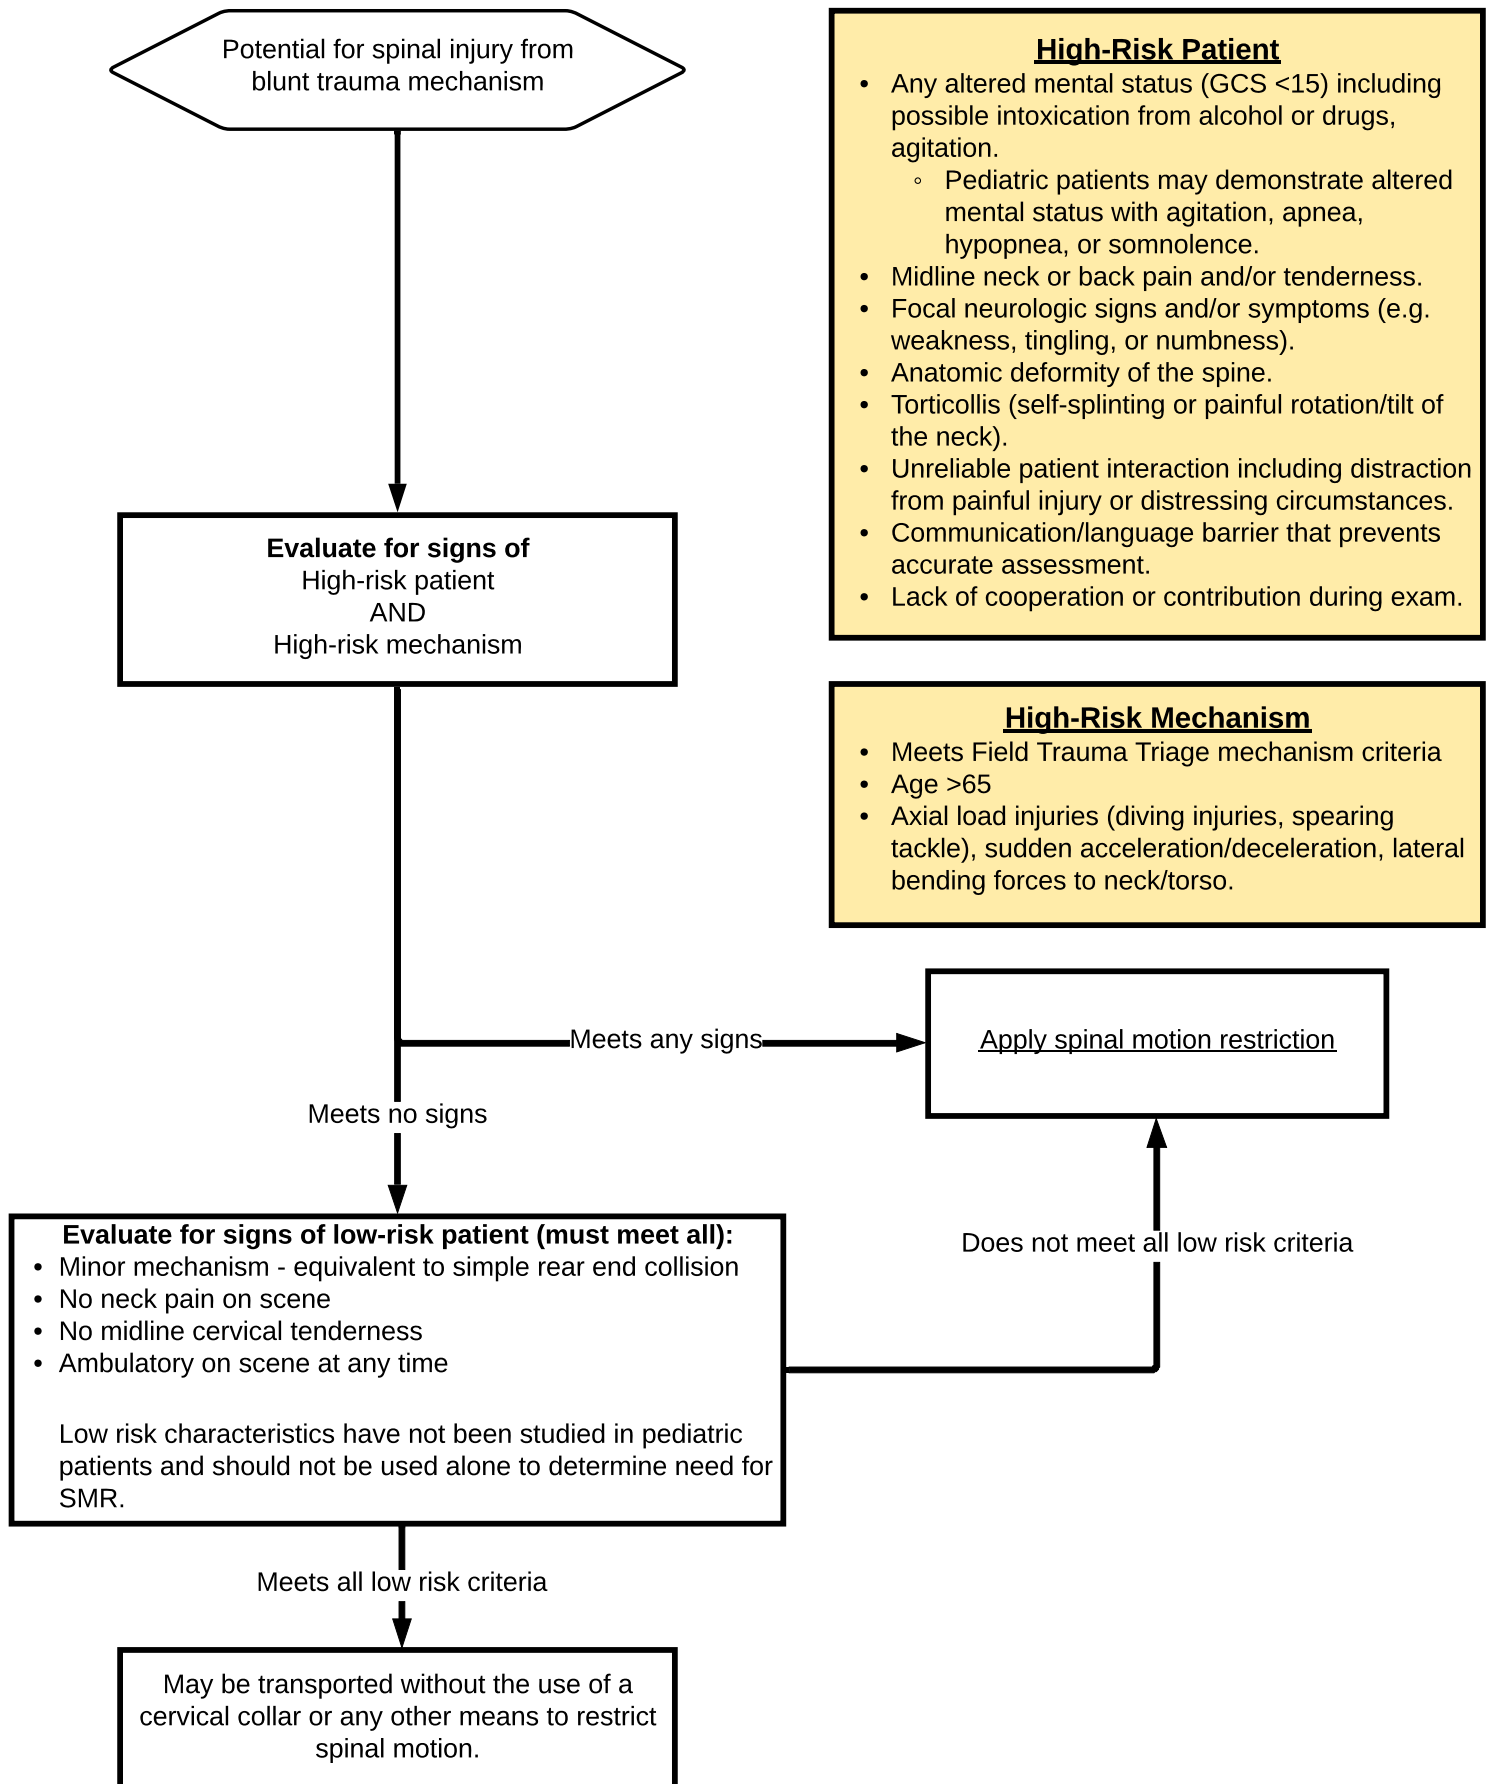 Potential for spinal injury from
blunt trauma mechanism
High-Risk Patient
• Any altered mental status (GCS <15) including
possible intoxication from alcohol or drugs,
agitation.
◦ Pediatric patients may demonstrate altered
mental status with agitation, apnea,
hypopnea, or somnolence.
• Midline neck or back pain and/or tenderness.
• Focal neurologic signs and/or symptoms (e.g.
weakness, tingling, or numbness).
• Anatomic deformity of the spine.
• Torticollis (self-splinting or painful rotation/tilt of
the neck).
• Unreliable patient interaction including distraction
from painful injury or distressing circumstances.
• Communication/language barrier that prevents
accurate assessment.
• Lack of cooperation or contribution during exam.
Evaluate for signs of
High-risk patient
AND
High-risk mechanism
High-Risk Mechanism
• Meets Field Trauma Triage mechanism criteria
• Age >65
• Axial load injuries (diving injuries, spearing
tackle), sudden acceleration/deceleration, lateral
bending forces to neck/torso.
Meets any signs
Apply spinal motion restriction
Meets no signs
Evaluate for signs of low-risk patient (must meet all):
• Minor mechanism - equivalent to simple rear end collision
• No neck pain on scene
• No midline cervical tenderness
• Ambulatory on scene at any time
Low risk characteristics have not been studied in pediatric
patients and should not be used alone to determine need for
SMR.
Does not meet all low risk criteria
Meets all low risk criteria
May be transported without the use of a
cervical collar or any other means to restrict
spinal motion.